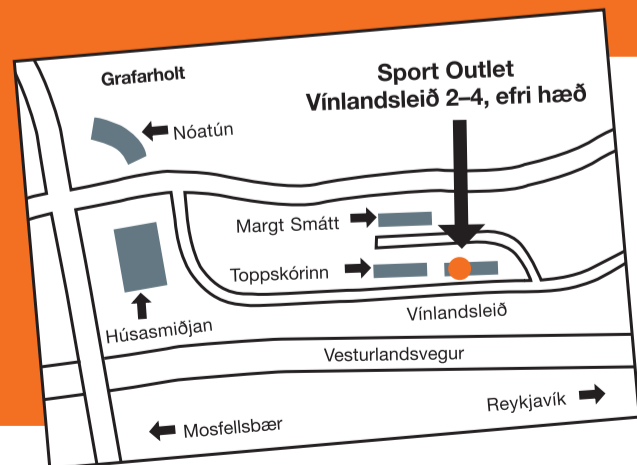 Grafarholt
Sport Outlet
Vínlandsleið 2–4, efri hæð
Nóatún
Margt Smátt
Toppskórinn
Húsasmiðjan
Vínlandsleið
Vesturlandsvegur
Reykjavík
Mosfellsbær